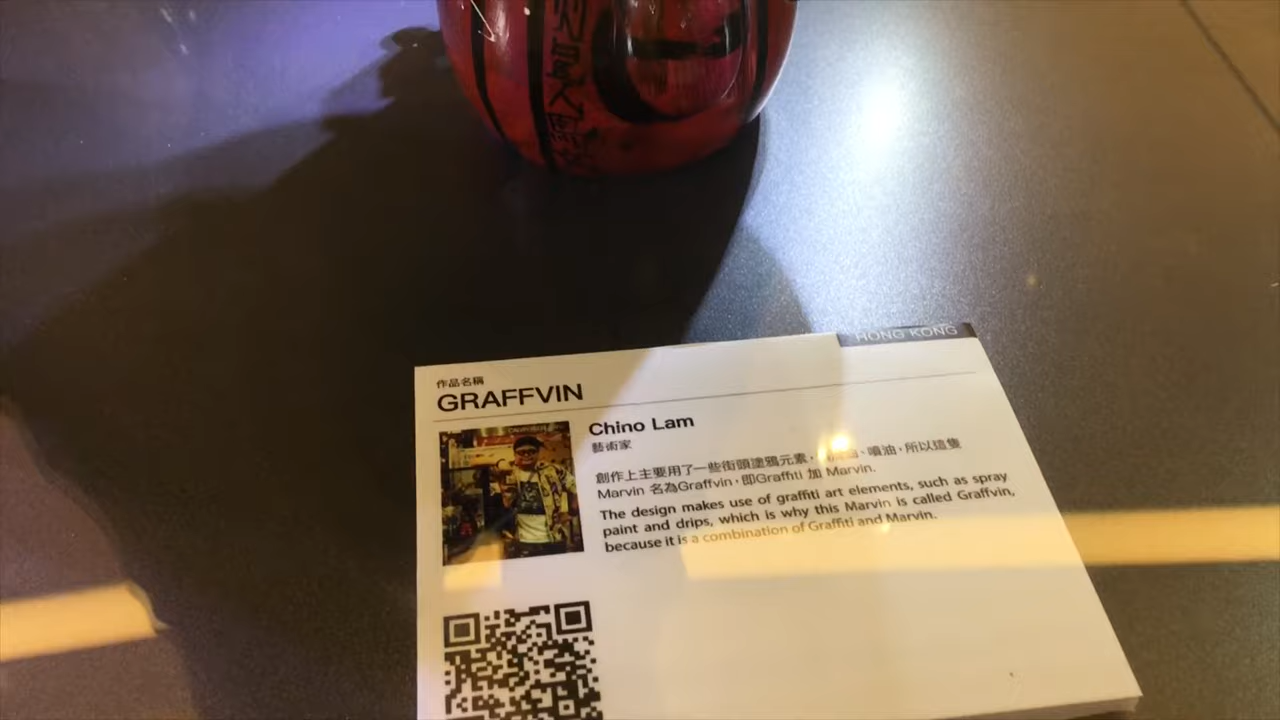 HONG KONG
作品名稱
GRAFFVIN
Chino Lam
藝術家
創作上主要用了一些街頭塗鴉元素，、噴油，所以這隻
Marvin 名為Graffvin，即Graffiti 加 Marvin.
The design makes use of graffiti art elements, such as spray
paint and drips, which is why this Marvin is called Graffvin,
because it is a combination of Graffiti and Marvin.